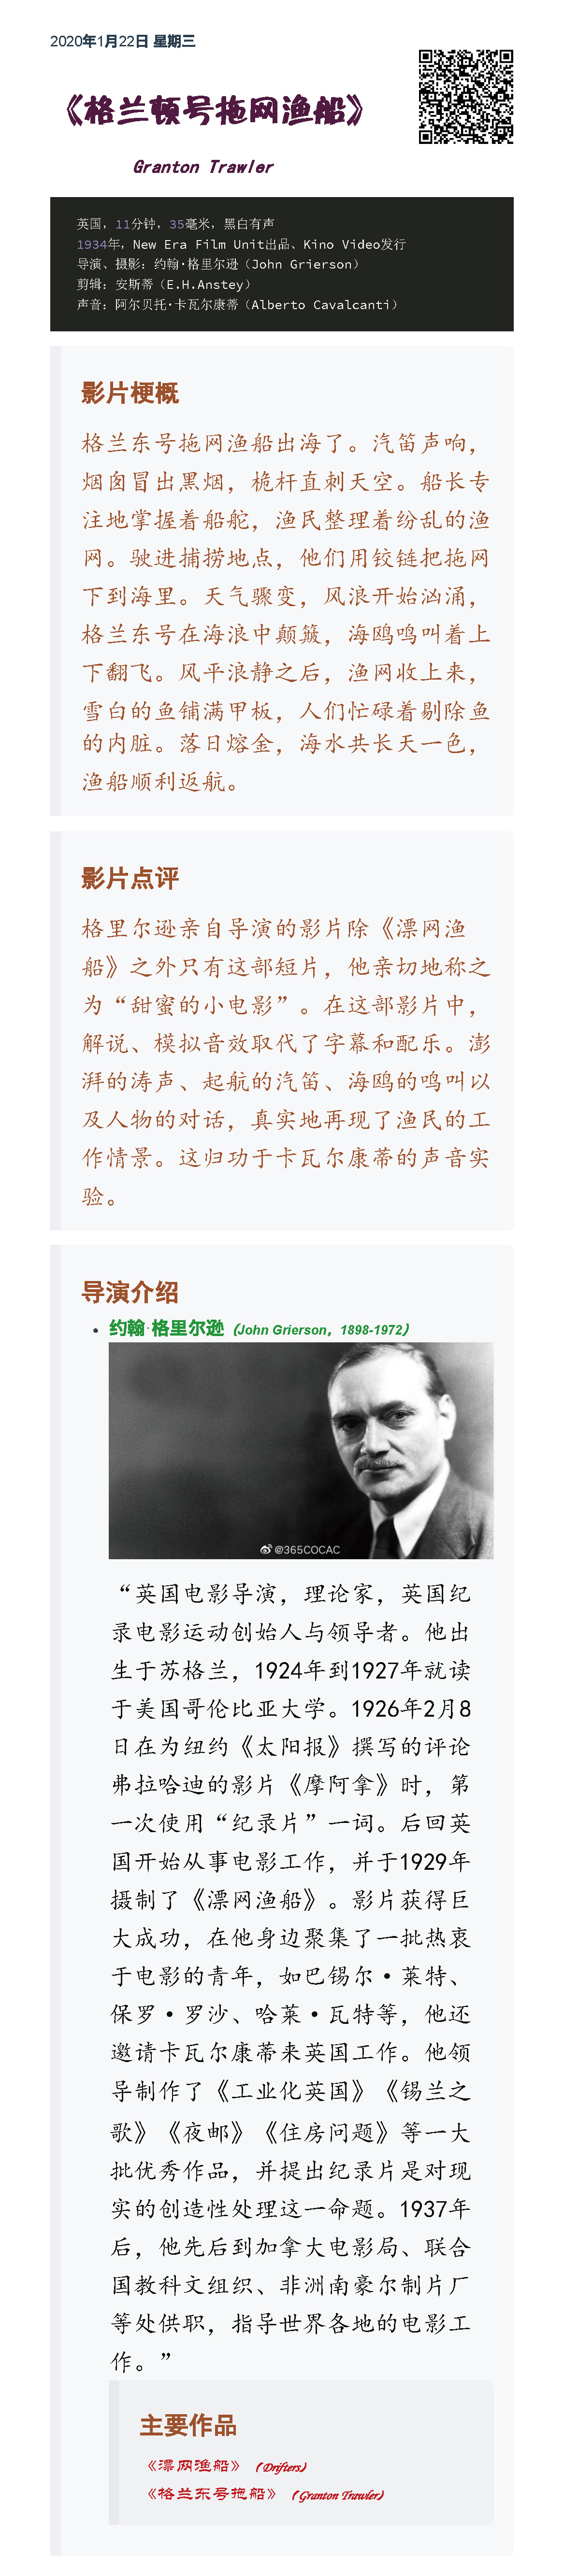 2020年1月22日 星期三
《格兰顿号拖网渔船》
Granton Trawler
英国，11分钟，35毫米，黑白有声
1934年，New Era Film Unit出品、Kino Video发行
导演、摄影：约翰·格里尔逊（John Grierson）
剪辑：安斯蒂（E.H.Anstey）
声音：阿尔贝托·卡瓦尔康蒂（Alberto Cavalcanti）
影片梗概
格兰东号拖网渔船出海了。汽笛声响，
烟囱冒出黑烟，桅杆直刺天空。船长专
注地掌握着船舵，渔民整理着纷乱的渔
网。驶进捕捞地点，他们用铰链把拖网
下到海里。天气骤变，风浪开始汹涌，
格兰东号在海浪中颠簸，海鸥鸣叫着上
下翻飞。风平浪静之后，渔网收上来，
雪白的鱼铺满甲板，人们忙碌着剔除鱼
的内脏。落日熔金，海水共长天一色，
渔船顺利返航。
影片点评
格里尔逊亲自导演的影片除《漂网渔
船》之外只有这部短片，他亲切地称之
为“甜蜜的小电影”。在这部影片中，
解说、模拟音效取代了字幕和配乐。澎
湃的涛声、起航的汽笛、海鸥的鸣叫以
及人物的对话，真实地再现了渔民的工
作情景。这归功于卡瓦尔康蒂的声音实
验。
导演介绍
• 约翰·格里尔逊（John Grierson，1898-1972）
@365COCAC
“英国电影导演，理论家，英国纪
录电影运动创始人与领导者。他出
生于苏格兰，1924年到1927年就读
于美国哥伦比亚大学。1926年2月8
日在为纽约《太阳报》撰写的评论
弗拉哈迪的影片《摩阿拿》时，第
一次使用“纪录片”一词。后回英
国开始从事电影工作，并于1929年
摄制了《漂网渔船》。影片获得巨
大成功，在他身边聚集了一批热衷
于电影的青年，如巴锡尔·莱特、
保罗·罗沙、哈莱·瓦特等，他还
邀请卡瓦尔康蒂来英国工作。他领
导制作了《工业化英国》《锡兰之
歌》《夜邮》《住房问题》等一大
批优秀作品，并提出纪录片是对现
实的创造性处理这一命题。1937年
后，他先后到加拿大电影局、联合
国教科文组织、非洲南豪尔制片厂
等处供职，指导世界各地的电影工
作。”
主要作品
《漂网渔船》（Drifters）
《格兰东号拖船》（Granton Trawler）